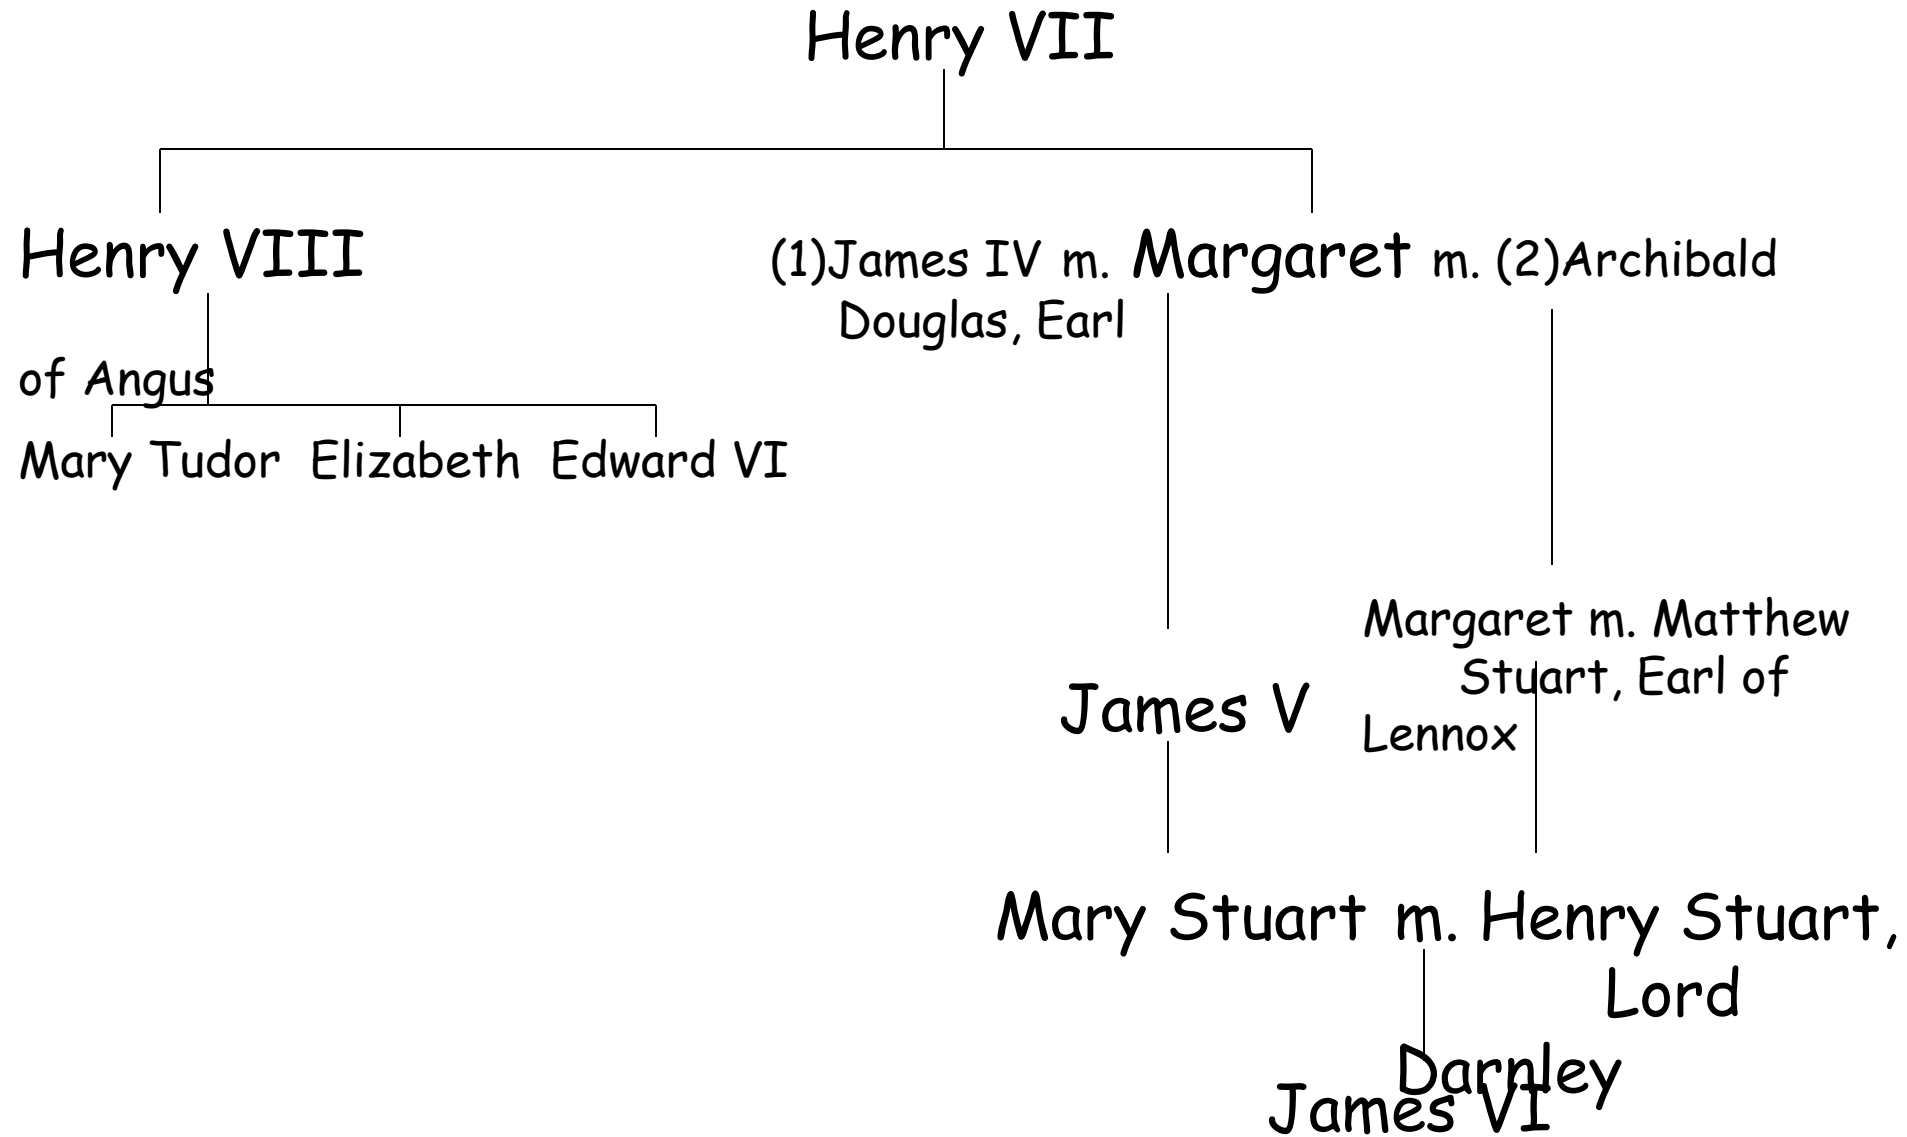 Henry VII
Henry VIII
(1)James IV m. Margaret m. (2)Archibald
Douglas, Earl
of Angus
Mary Tudor Elizabeth Edward VI
Margaret m. Matthew
Stuart, Earl of
Lennox
James V
Mary Stuart m. Henry Stuart,
Lord
Darnley
James VI